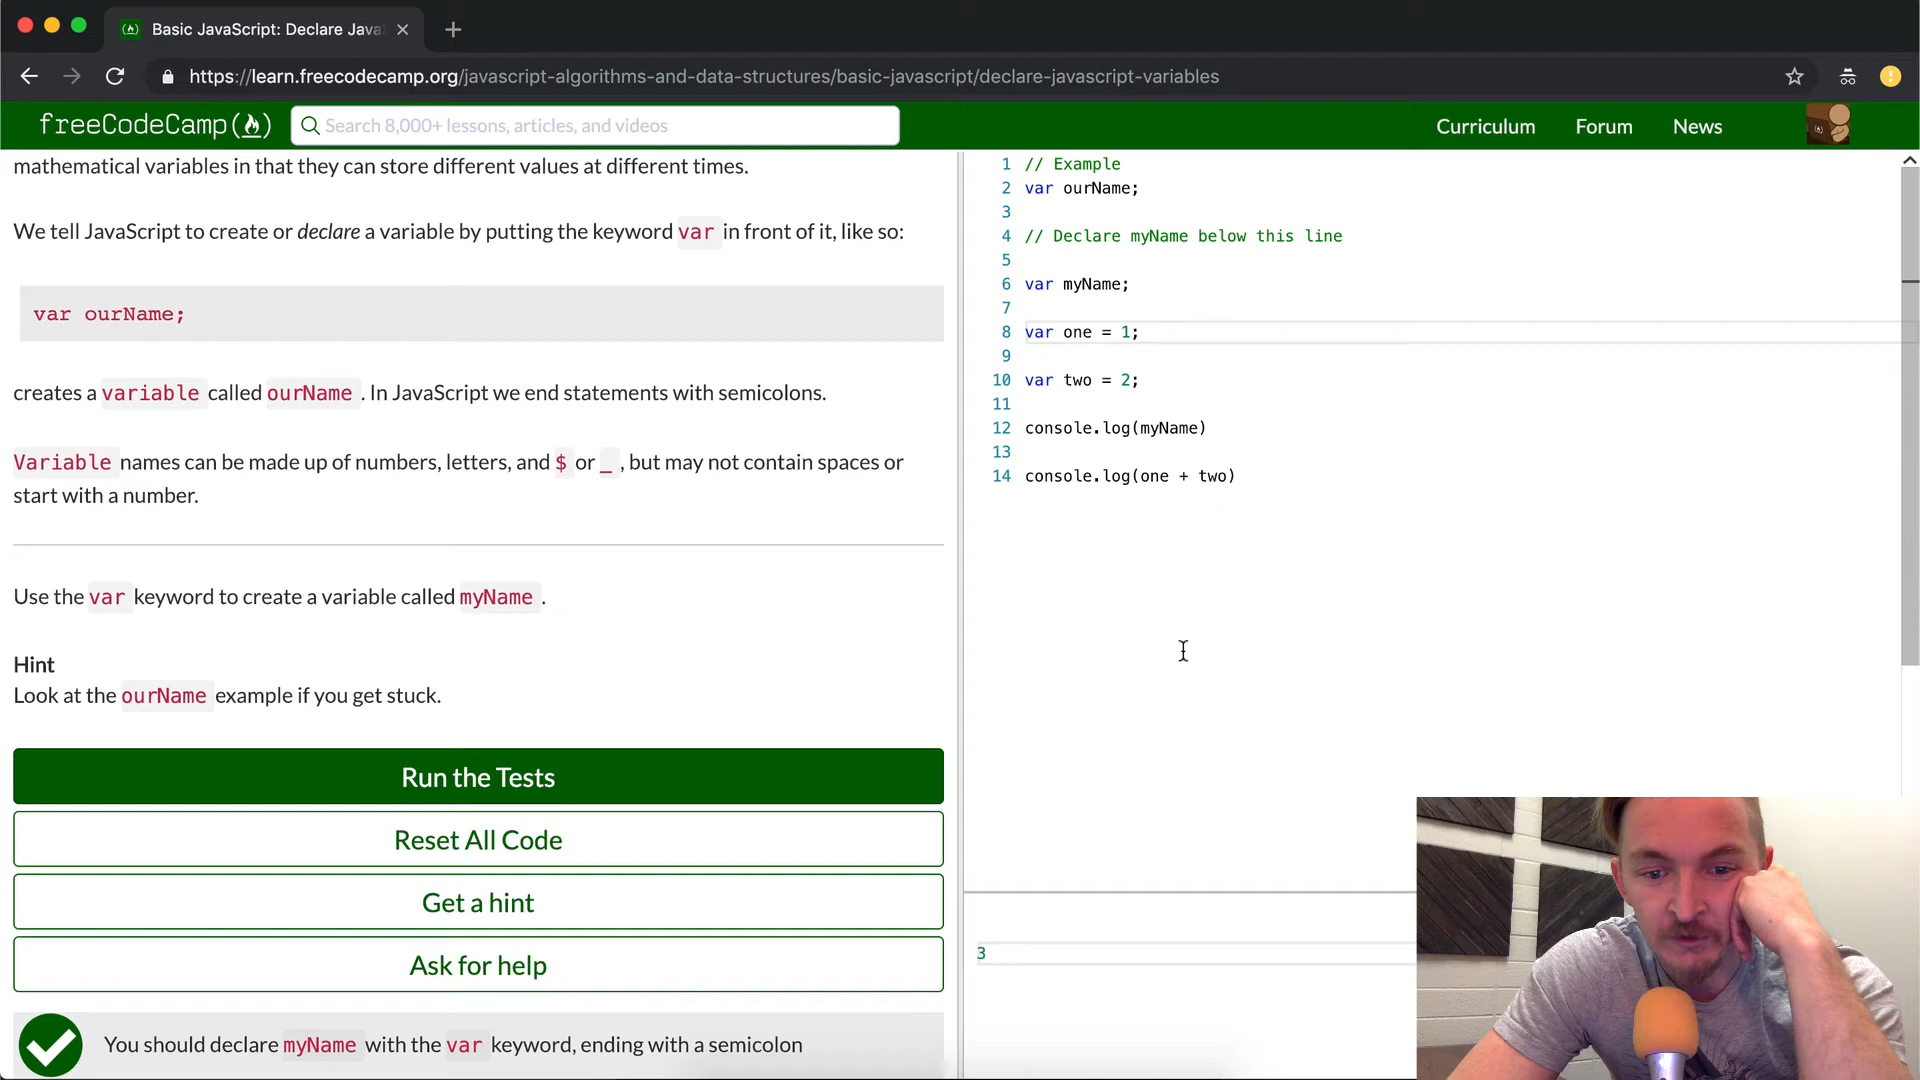 Basic JavaScript: Declare Java
https://learn.freecodecamp.org/javascript-algorithms-and-data-structures/basic-javascript/declare-javascript-variables
freeCodeCamp
Search 8,000+ lessons, articles, and videos
Curriculum
Forum
News
mathematical variables in that they can store different values at different times.
We tell JavaScript to create or declare a variable by putting the keyword var in front of it, like so:
var ourName;
creates a variable called ourName. In JavaScript we end statements with semicolons.
Variable names can be made up of numbers, letters, and $ or _, but may not contain spaces or
start with a number.
Use the var keyword to create a variable called myName.
Hint
Look at the ourName example if you get stuck.
Run the Tests
Reset All Code
Get a hint
Ask for help
You should declare myName with the var keyword, ending with a semicolon
1 // Example
2 var ourName;
3
4 // Declare myName below this line
5
6 var myName;
7
8 var one = 1;
9
10 var two = 2;
11
12 console.log(myName)
13
14 console.log(one + two)
3